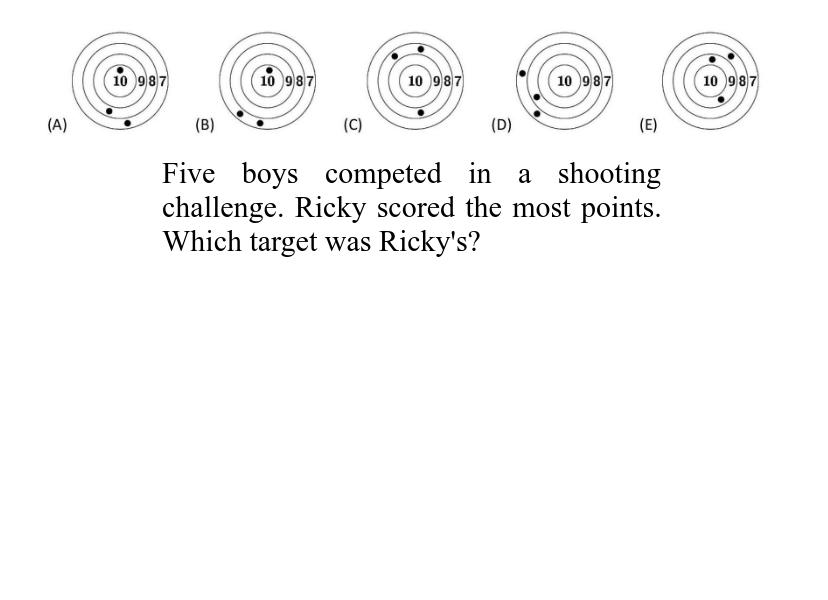 10 9 8 7 10 9 8 7 10 9 8 7 10 9 8 7 10 9 8 7
(A) (B) (C) (D) (E)
Five boys competed in a shooting
challenge. Ricky scored the most points.
Which target was Ricky's?